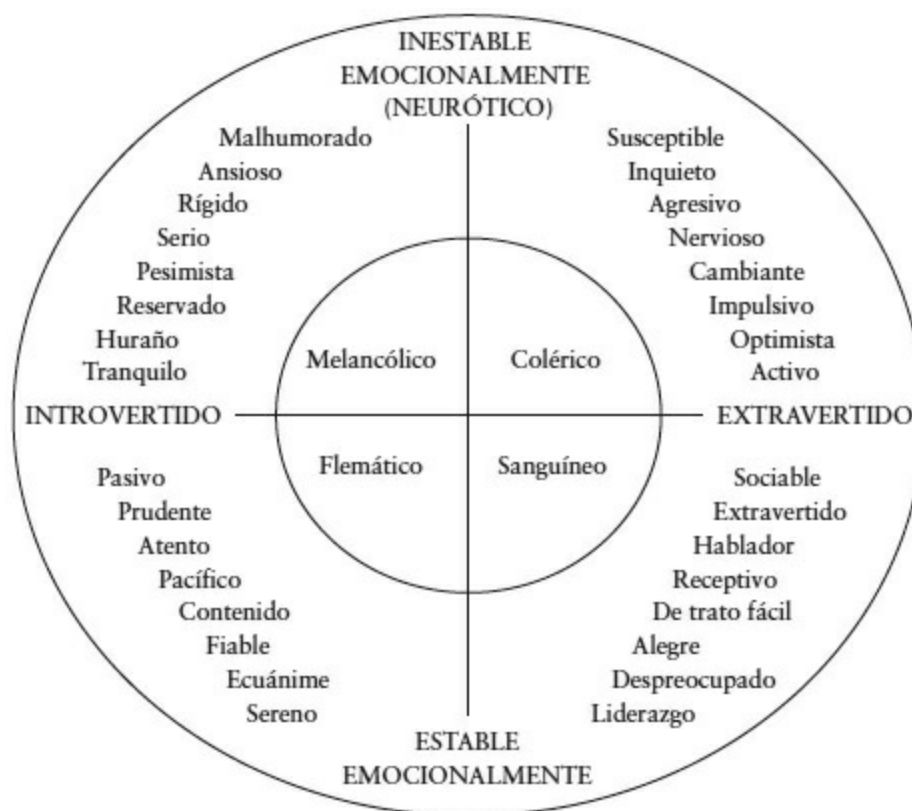 INESTABLE
EMOCIONALMENTE
(NEURÓTICO)
Malhumorado
Ansioso
Rígido
Serio
Pesimista
Reservado
Huraño
Tranquilo
Susceptible
Inquieto
Agresivo
Nervioso
Cambiante
Impulsivo
Optimista
Activo
Melancólico
Colérico
INTROVERTIDO
EXTRAVERTIDO
Flemático
Sanguíneo
Pasivo
Prudente
Atento
Pacífico
Contenido
Fiable
Ecuánime
Sereno
Sociable
Extravertido
Hablador
Receptivo
De trato fácil
Alegre
Despreocupado
Liderazgo
ESTABLE
EMOCIONALMENTE